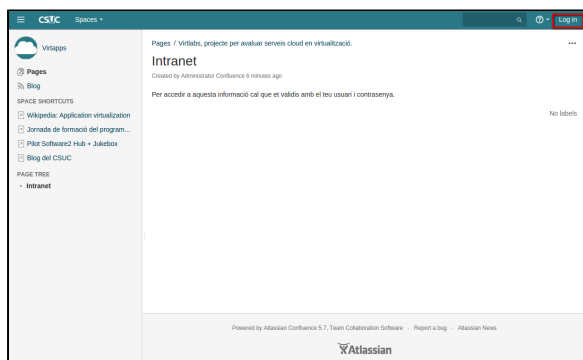 CSUC Spaces Log in
Virtapps
Pages
Blog
SPACE SHORTCUTS
Wikipedia: Application virtualization
Jornada de formació del program...
Pilot Software2 Hub + Jukebox
Blog del CSUC
PAGE TREE
Intranet
Pages / Virtlabs, projecte per avaluar serveis cloud en virtualització.
Intranet
Created by Administrator Confluence 6 minutes ago
Per accedir a aquesta informació cal que et validis amb el teu usuari i contrasenya.
No labels
Powered by Atlassian Confluence 5.7, Team Collaboration Software · Report a bug · Atlassian News
Atlassian